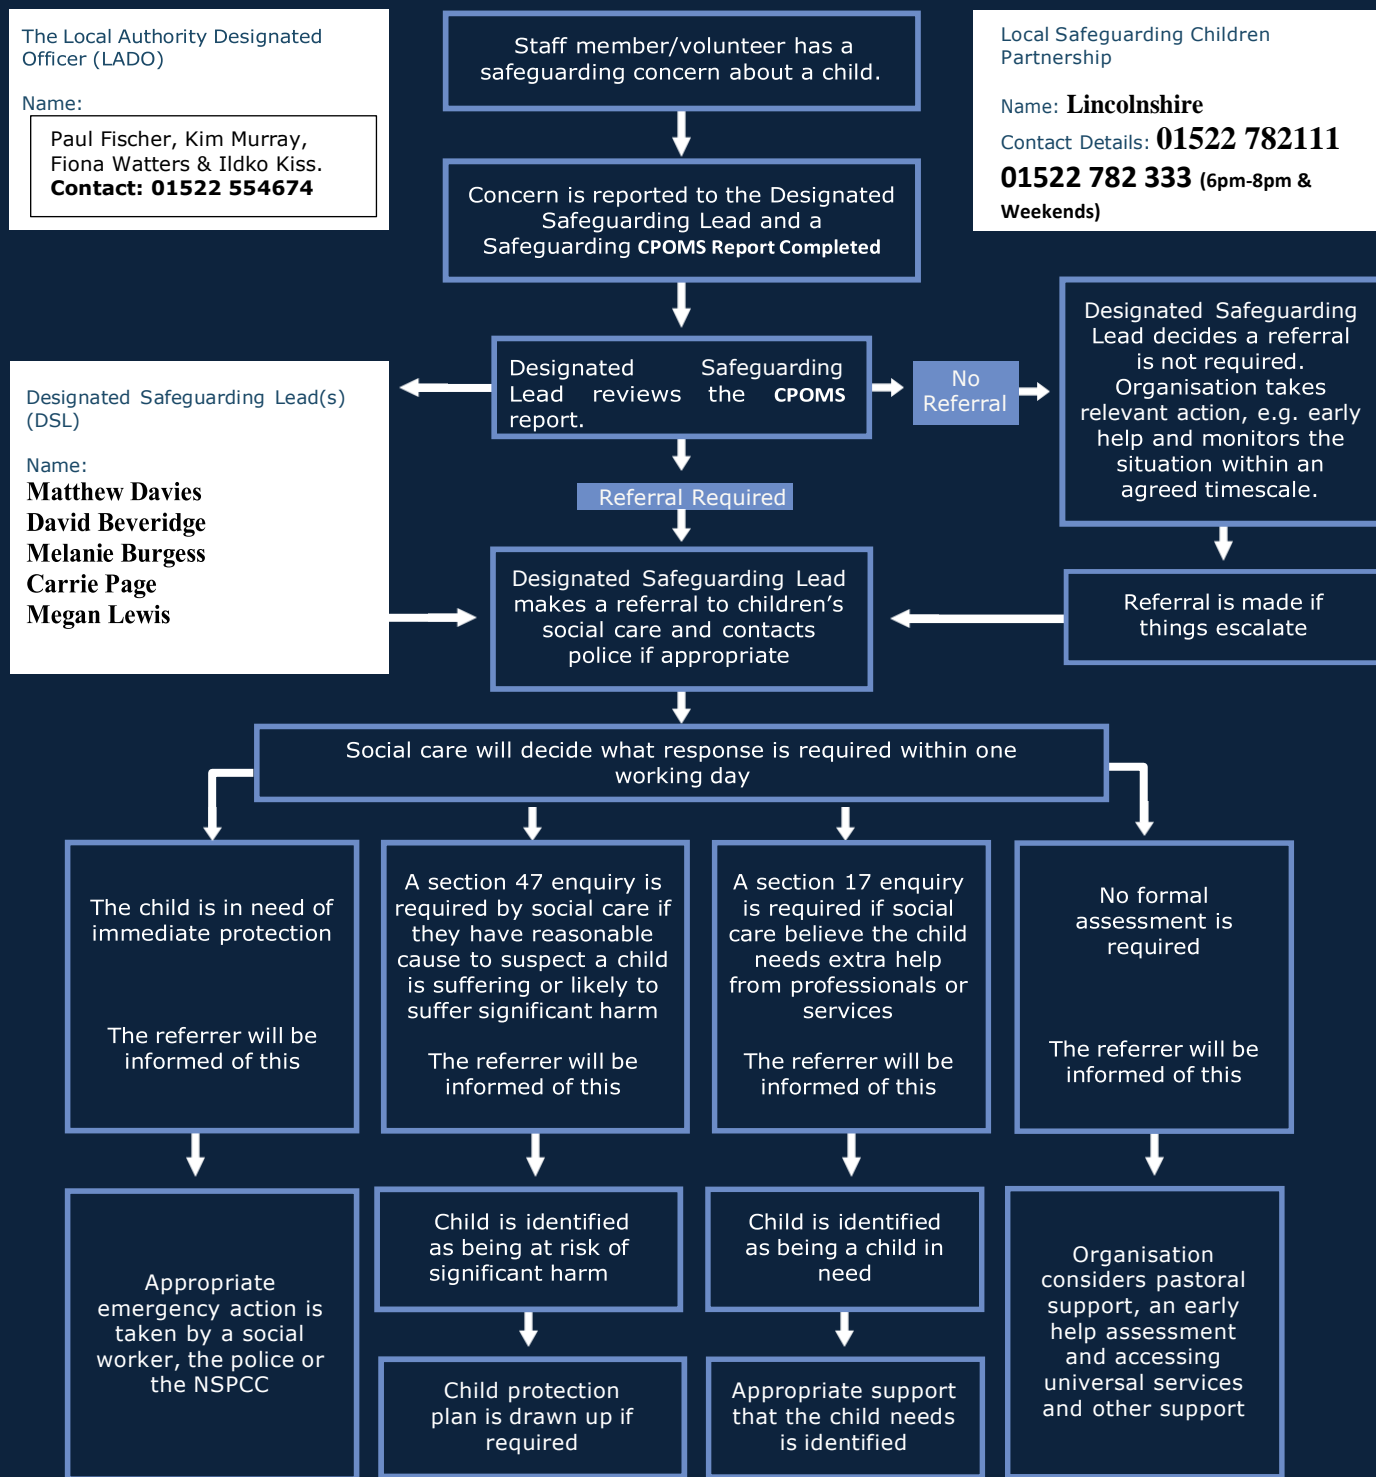 The Local Authority Designated
Officer (LADO)
Name:
Paul Fischer, Kim Murray,
Fiona Watters & Ildko Kiss.
Contact: 01522 554674
Staff member/volunteer has a
safeguarding concern about a child.
Local Safeguarding Children
Partnership
Name: Lincolnshire
Contact Details: 01522 782111
01522 782 333 (6pm-8pm &
Weekends)
Concern is reported to the Designated
Safeguarding Lead and a
Safeguarding CPOMS Report Completed
Designated Safeguarding Lead(s)
(DSL)
Name:
Matthew Davies
David Beveridge
Melanie Burgess
Carrie Page
Megan Lewis
Designated Safeguarding
Lead reviews the CPOMS
report.
No
Referral
Designated Safeguarding
Lead decides a referral
is not required.
Organisation takes
relevant action, e.g. early
help and monitors the
situation within an
agreed timescale.
Referral Required
Designated Safeguarding Lead
makes a referral to children’s
social care and contacts
police if appropriate
Referral is made if
things escalate
Social care will decide what response is required within one
working day
The child is in need of
immediate protection
The referrer will be
informed of this
A section 47 enquiry is
required by social care if
they have reasonable
cause to suspect a child
is suffering or likely to
suffer significant harm
The referrer will be
informed of this
A section 17 enquiry
is required if social
care believe the child
needs extra help
from professionals or
services
The referrer will be
informed of this
No formal
assessment is
required
The referrer will be
informed of this
Appropriate
emergency action is
taken by a social
worker, the police or
the NSPCC
Child is identified
as being at risk of
significant harm
Child protection
plan is drawn up if
required
Child is identified
as being a child in
need
Appropriate support
that the child needs
is identified
Organisation
considers pastoral
support, an early
help assessment
and accessing
universal services
and other support